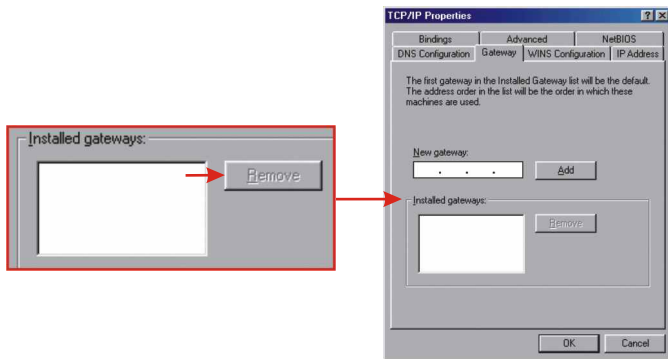 Installed gateways:
Remove
TCP/IP Properties
Bindings Advanced NetBIOS
DNS Configuration Gateway WINS Configuration IP Address
The first gateway in the Installed Gateway list will be the default.
The address order in the list will be the order in which these
machines are used.
New gateway:
. . .
Add
Installed gateways:
Remove
OK Cancel